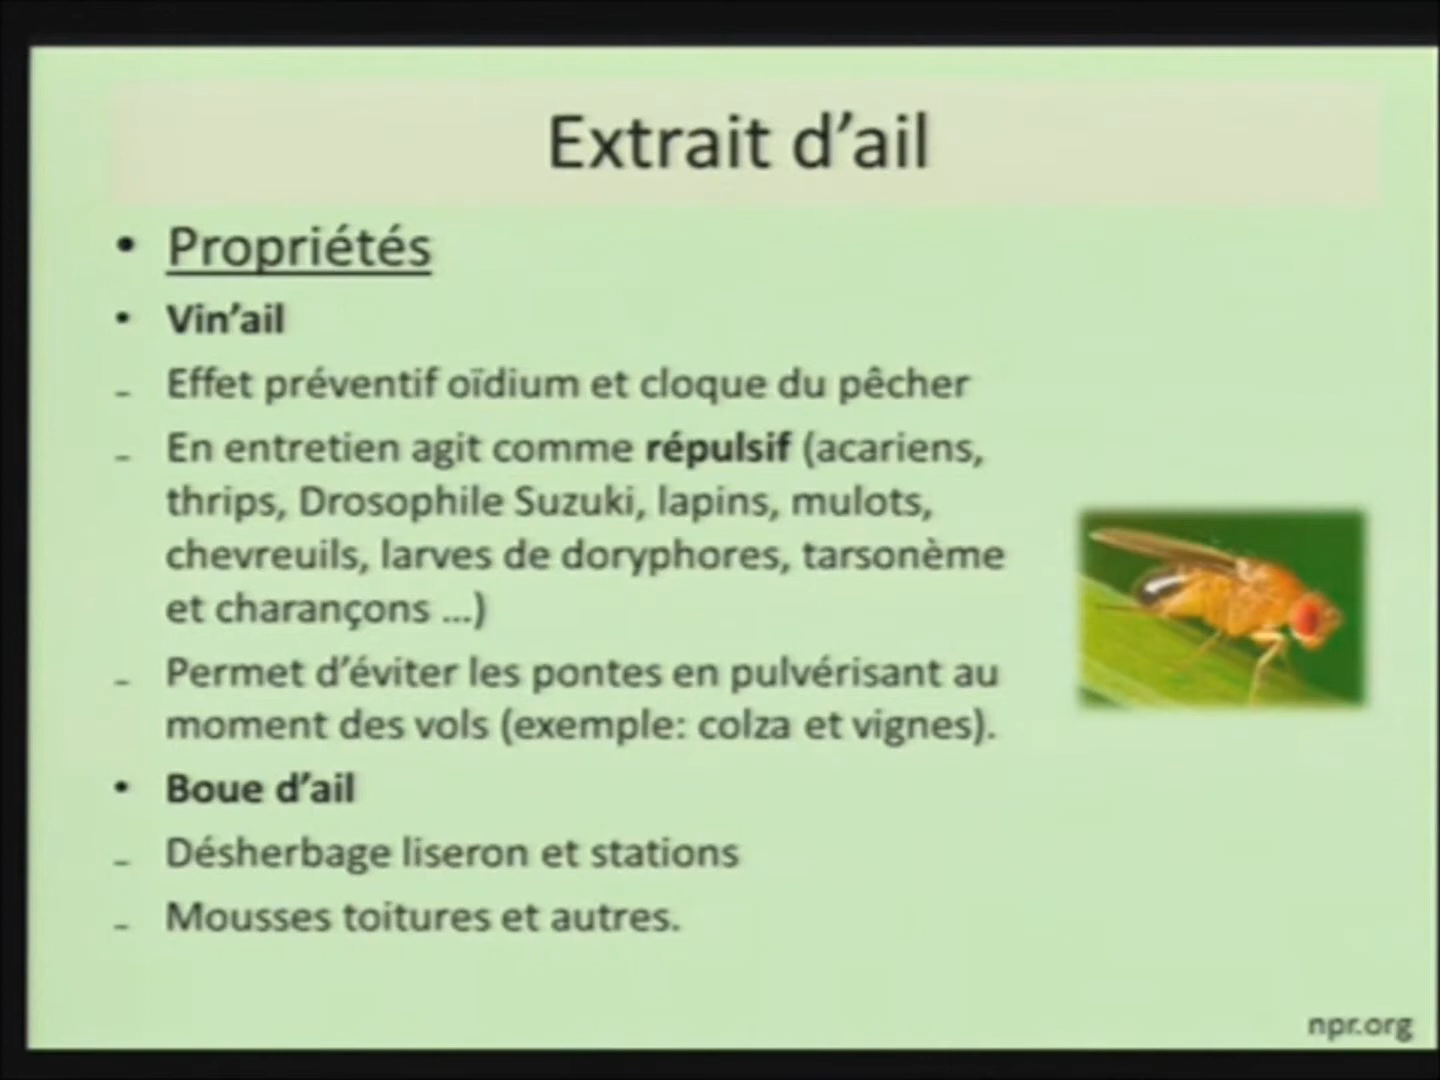 Extrait d’ail
• Propriétés
• Vin’ail
- Effet préventif oïdium et cloque du pêcher
- En entretien agit comme répulsif (acariens,
thrips, Drosophile Suzuki, lapins, mulots,
chevreuils, larves de doryphores, tarsonème
et charançons ...)
- Permet d’éviter les pontes en pulvérisant au
moment des vols (exemple: colza et vignes).
• Boue d’ail
- Désherbage liseron et stations
- Mousses toitures et autres.
npr.org